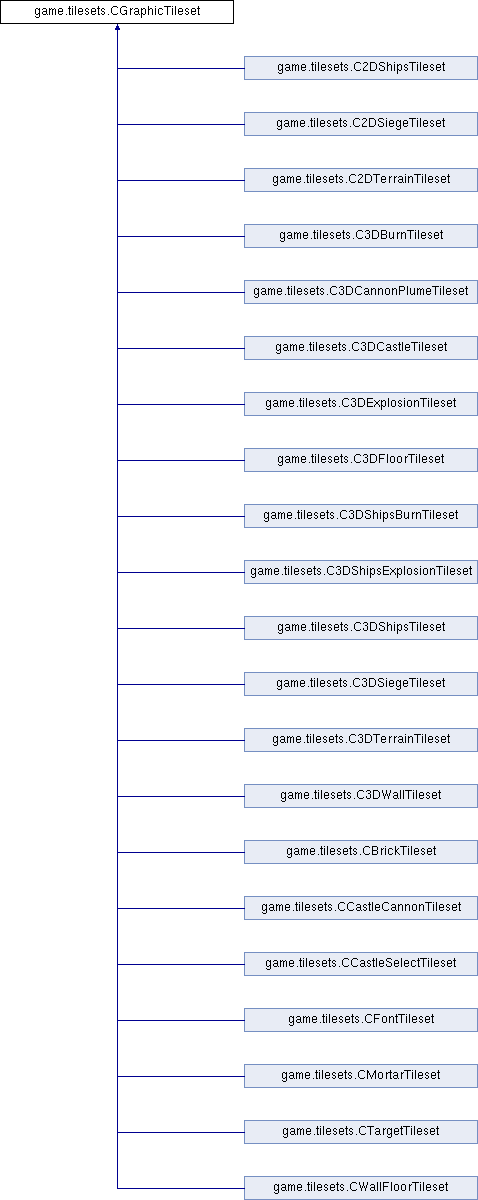 game.tilesets.CGraphicTileset
game.tilesets.C2DShipsTileset
game.tilesets.C2DSiegeTileset
game.tilesets.C2DTerrainTileset
game.tilesets.C3DBurnTileset
game.tilesets.C3DCannonPlumeTileset
game.tilesets.C3DCastleTileset
game.tilesets.C3DExplosionTileset
game.tilesets.C3DFloorTileset
game.tilesets.C3DShipsBurnTileset
game.tilesets.C3DShipsExplosionTileset
game.tilesets.C3DShipsTileset
game.tilesets.C3DSiegeTileset
game.tilesets.C3DTerrainTileset
game.tilesets.C3DWallTileset
game.tilesets.CBrickTileset
game.tilesets.CCastleCannonTileset
game.tilesets.CCastleSelectTileset
game.tilesets.CFontTileset
game.tilesets.CMortarTileset
game.tilesets.CTargetTileset
game.tilesets.CWallFloorTileset